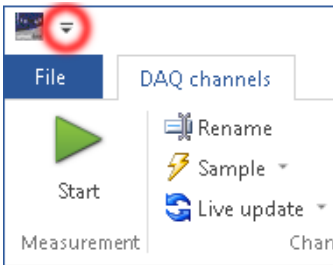 File
DAQ channels
Rename
Sample
Start
Live update
Measurement
Chan